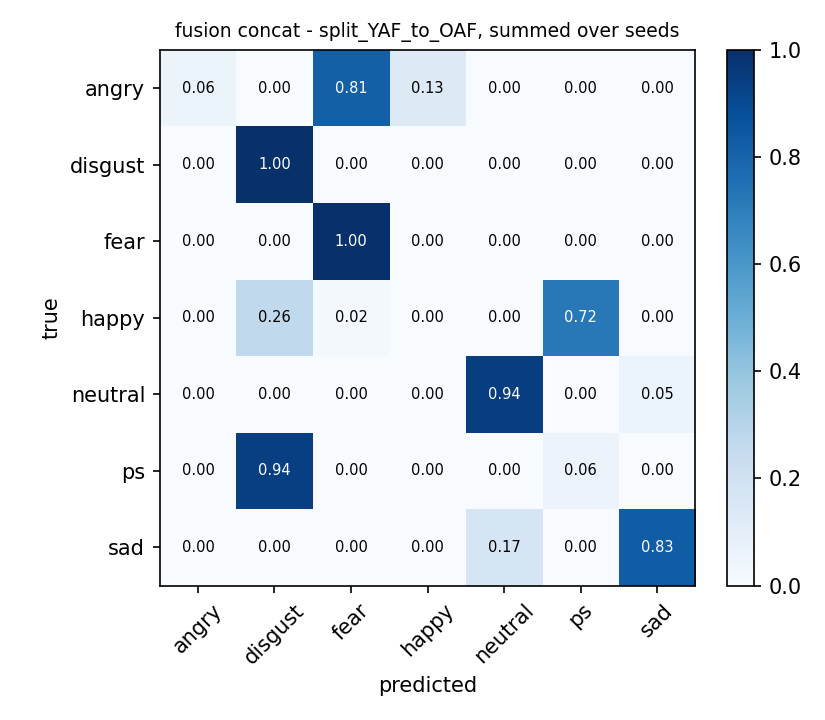 fusion concat - split_YAF_to_OAF, summed over seeds
true
angry 0.06 0.00 0.81 0.13 0.00 0.00 0.00
disgust 0.00 1.00 0.00 0.00 0.00 0.00 0.00
fear 0.00 0.00 1.00 0.00 0.00 0.00 0.00
happy 0.00 0.26 0.02 0.00 0.00 0.72 0.00
neutral 0.00 0.00 0.00 0.00 0.94 0.00 0.05
ps 0.00 0.94 0.00 0.00 0.00 0.06 0.00
sad 0.00 0.00 0.00 0.00 0.17 0.00 0.83
angry disgust fear happy neutral ps sad
predicted
1.0
0.8
0.6
0.4
0.2
0.0